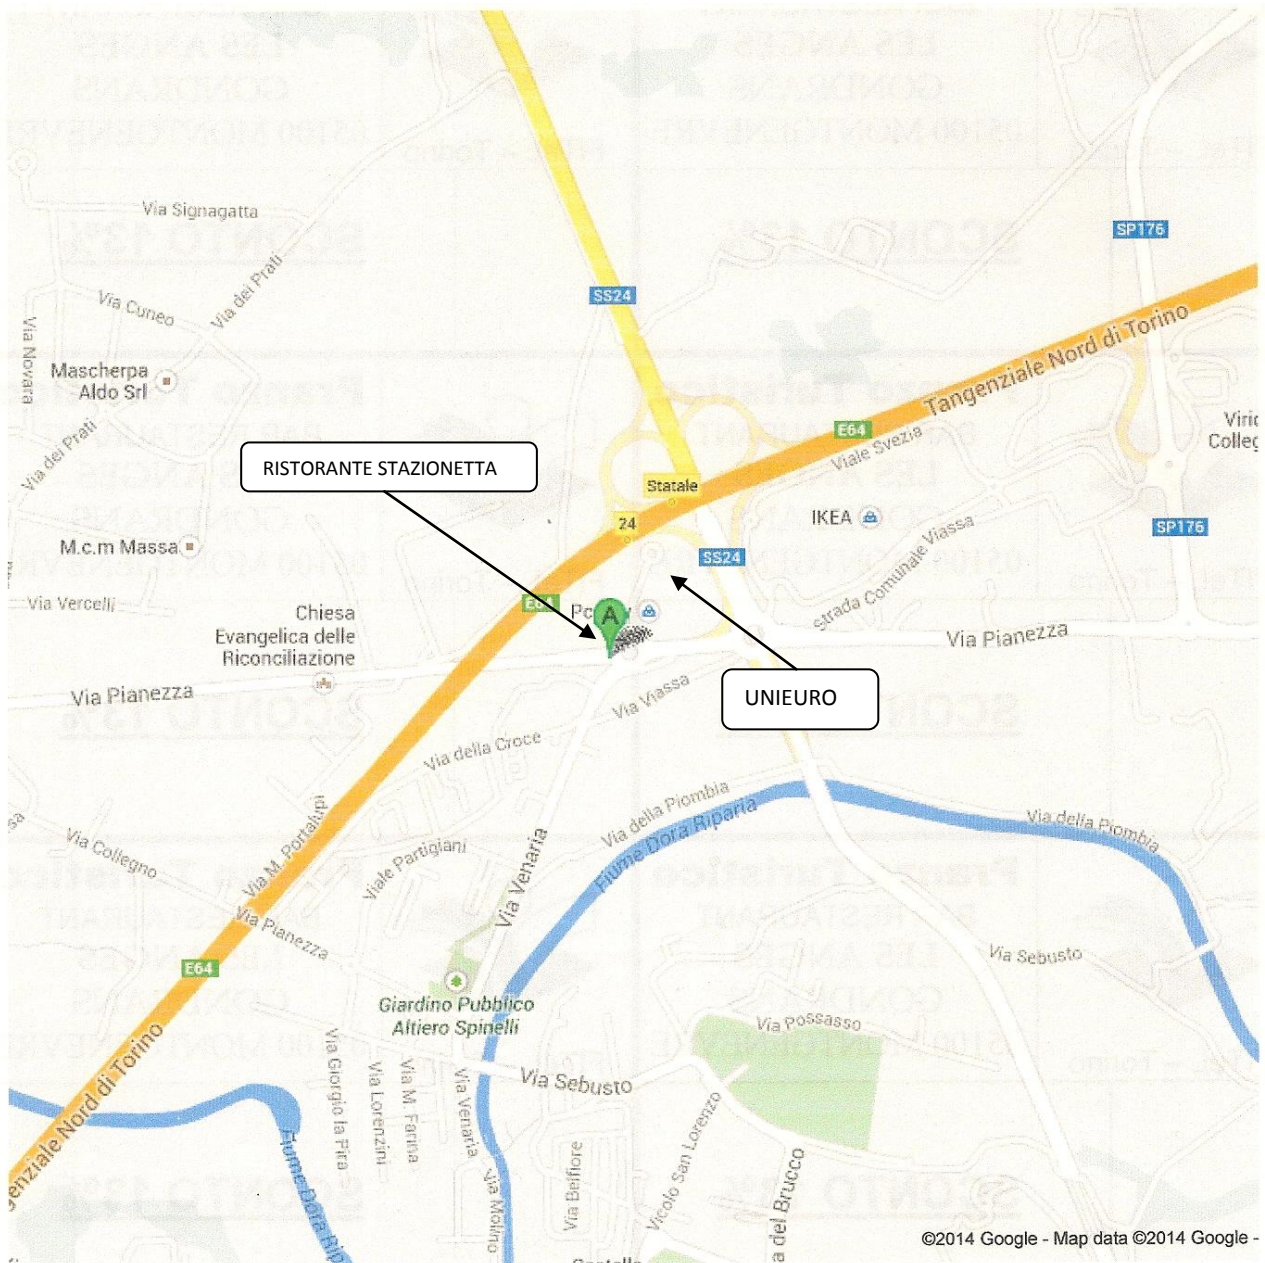 Via Signagatta
SP176
Via dei Prati
SS24
Via Cuneo
Via Novara
Tangenziale Nord di Torino
Mascherpa
Aldo Srl
E64
Viale Svezia
Via dei Prati
RISTORANTE STAZIONETTA
Statale
24
IKEA
SP176
M.c.m Massa
SS24
Strada Comunale Viassa
Via Vercelli
E64
A
Chiesa
Evangelica delle
Riconciliazione
Via Pianezza
Via Pianezza
UNIEURO
Via Viassa
Via della Croce
Via della Piombia
Fiume Dora Riparia
Via della Piombia
Via Collegno
Via M. Portalupi
Viale Partigiani
Via Venaria
Via Pianezza
Via Sebusto
E64
Giardino Pubblico
Altiero Spinelli
Via Possasso
Via Sebusto
Via Giorgio la Pira
Via Lorenzini
Via M. Farina
Via Venaria
Via Molino
Via Belfiore
Vicolo San Lorenzo
del Brucco
Nord di Torino
Fiume Dora
©2014 Google - Map data ©2014 Google -